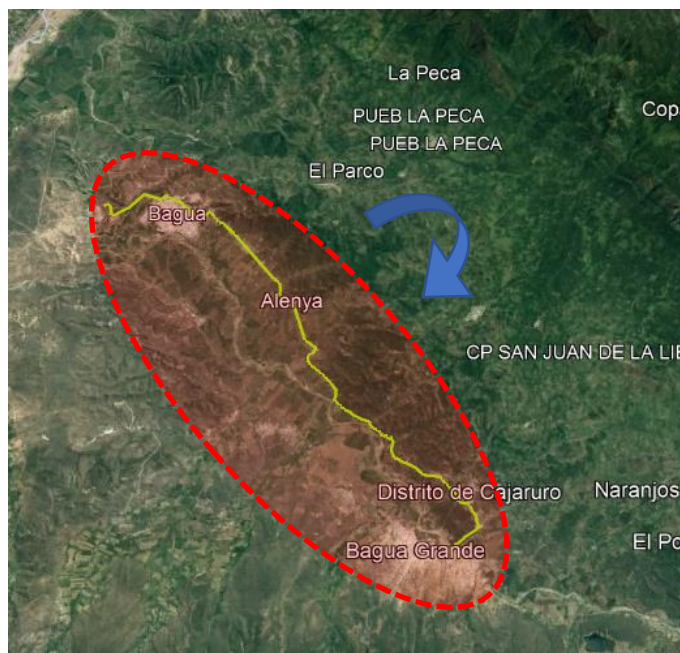 La Peca
PUEB LA PECA
Cop
PUEB LA PECA
El Parco
Bagua
Alenya
CP SAN JUAN DE LA LIE
Distrito de Cajaruro
Naranjos
El Po
Bagua Grande